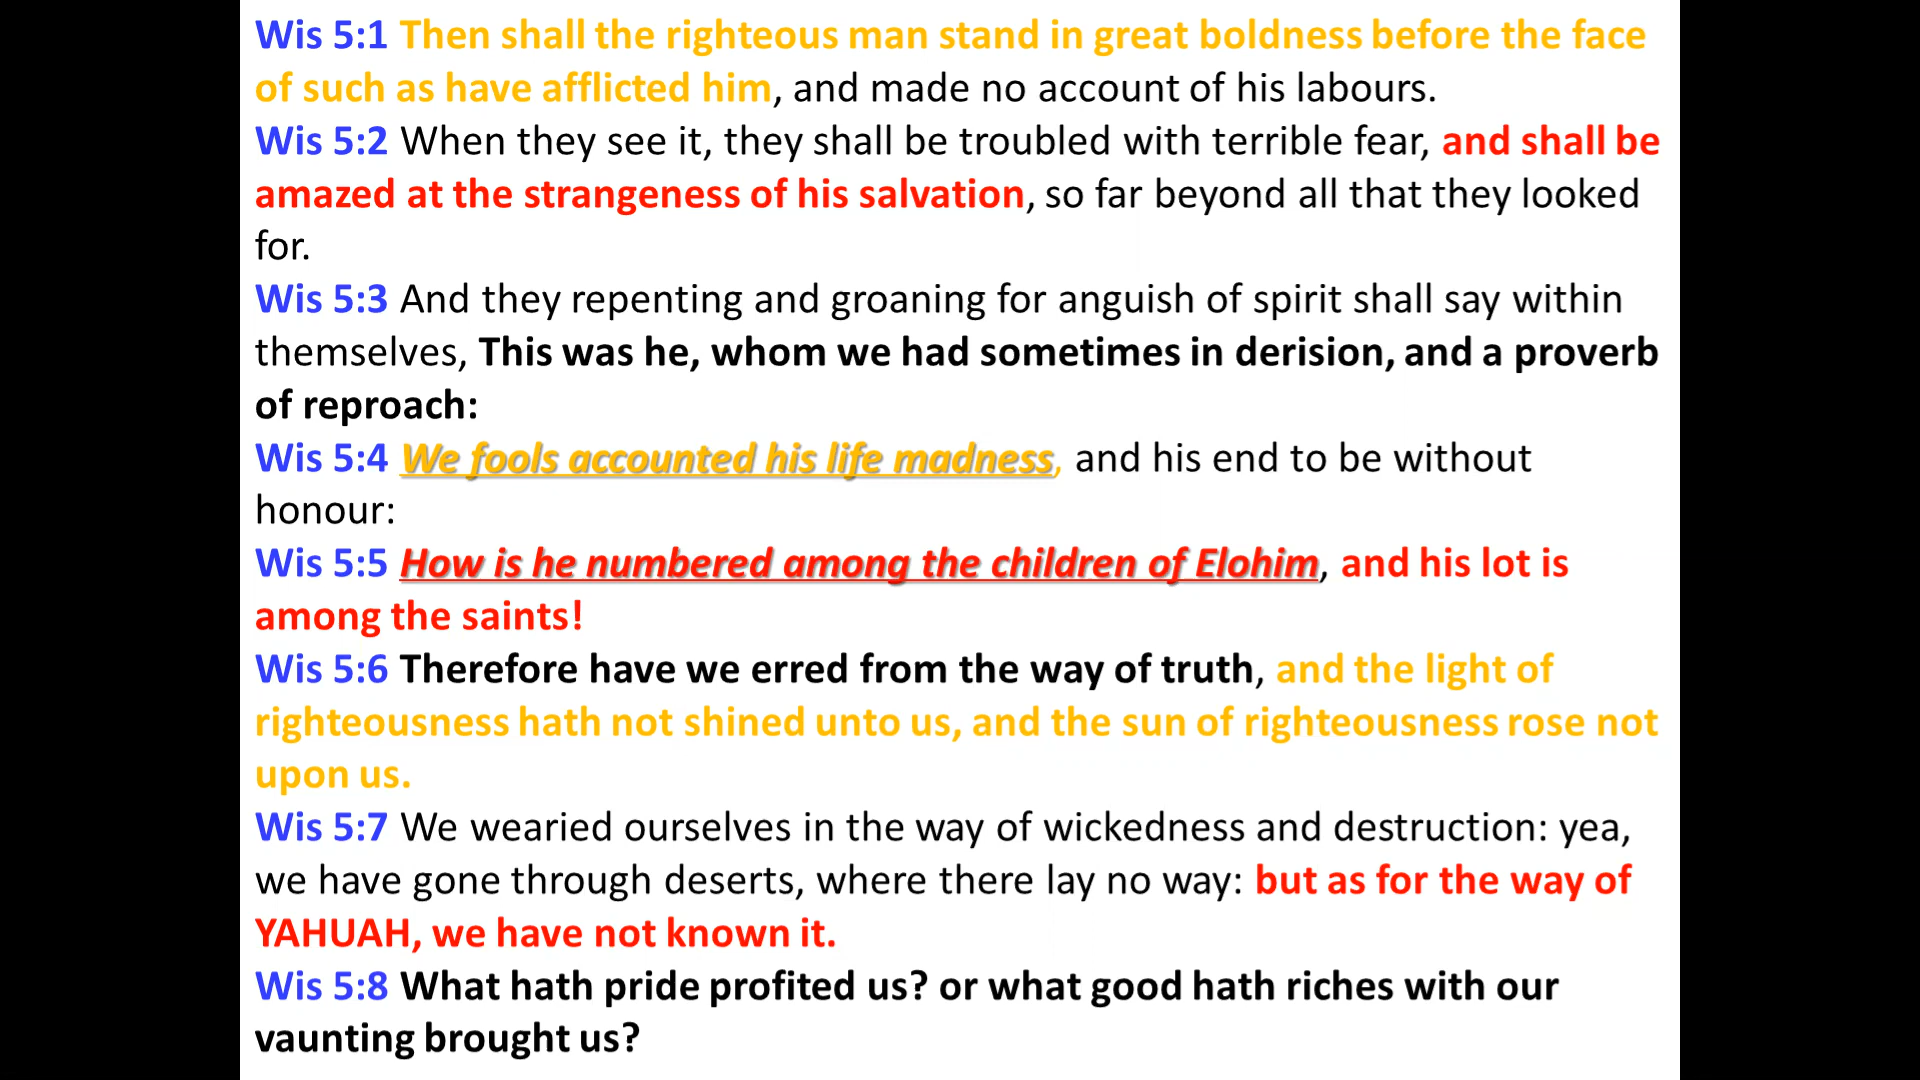 Wis 5:1 Then shall the righteous man stand in great boldness before the face
of such as have afflicted him, and made no account of his labours.
Wis 5:2 When they see it, they shall be troubled with terrible fear, and shall be
amazed at the strangeness of his salvation, so far beyond all that they looked
for.
Wis 5:3 And they repenting and groaning for anguish of spirit shall say within
themselves, This was he, whom we had sometimes in derision, and a proverb
of reproach:
Wis 5:4 We fools accounted his life madness, and his end to be without
honour:
Wis 5:5 How is he numbered among the children of Elohim, and his lot is
among the saints!
Wis 5:6 Therefore have we erred from the way of truth, and the light of
righteousness hath not shined unto us, and the sun of righteousness rose not
upon us.
Wis 5:7 We wearied ourselves in the way of wickedness and destruction: yea,
we have gone through deserts, where there lay no way: but as for the way of
YAHUAH, we have not known it.
Wis 5:8 What hath pride profited us? or what good hath riches with our
vaunting brought us?